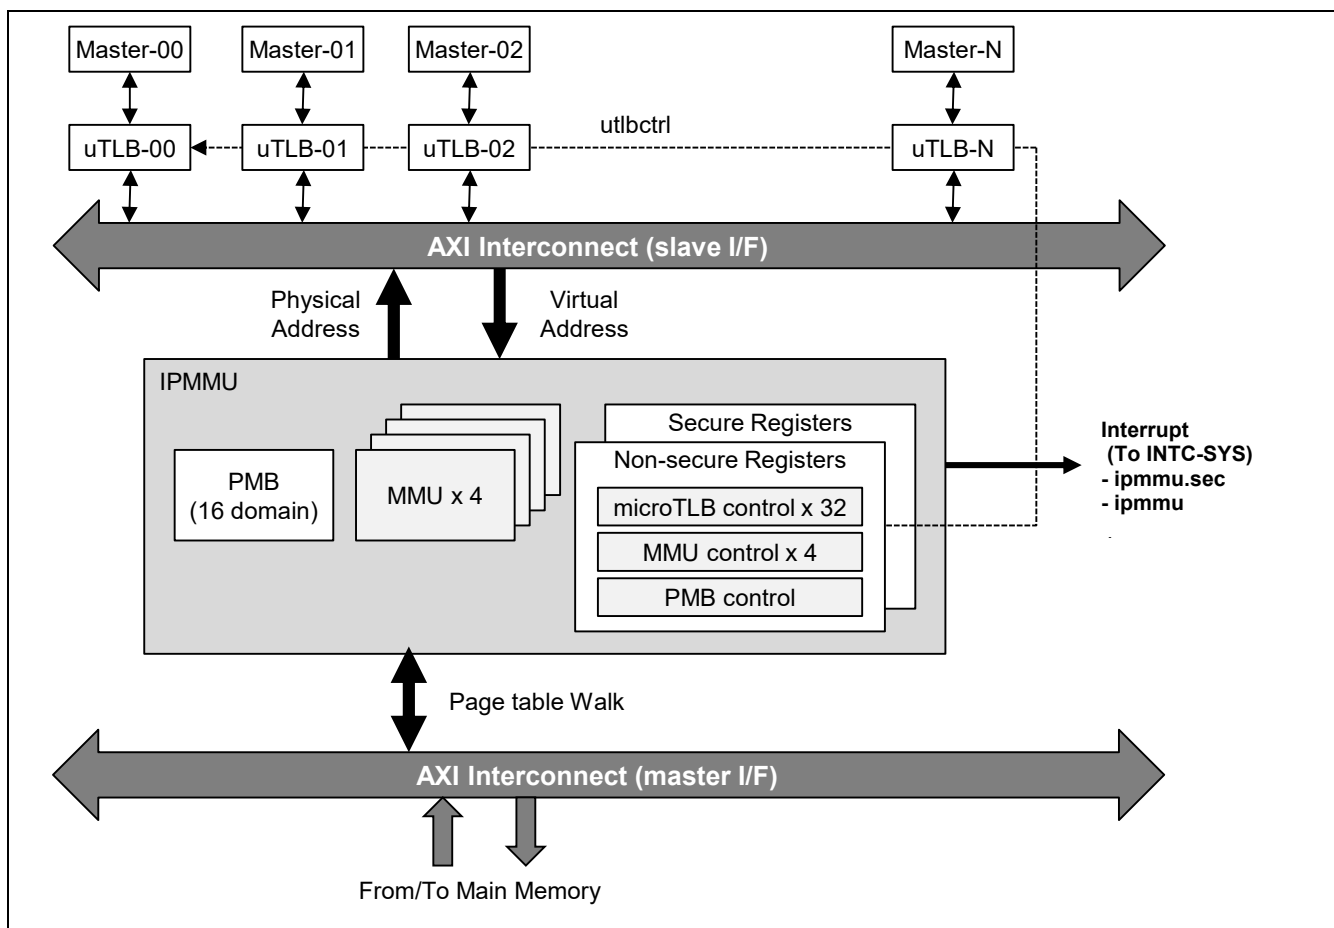 Master-00
Master-01
Master-02
Master-N
utlbctrl
uTLB-00
uTLB-01
uTLB-02
uTLB-N
AXI Interconnect (slave I/F)
Physical
Address
Virtual
Address
IPMMU
Secure Registers
Non-secure Registers
PMB
(16 domain)
MMU x 4
microTLB control x 32
MMU control x 4
PMB control
Interrupt
(To INTC-SYS)
- ipmmu.sec
- ipmmu
Page table Walk
AXI Interconnect (master I/F)
From/To Main Memory